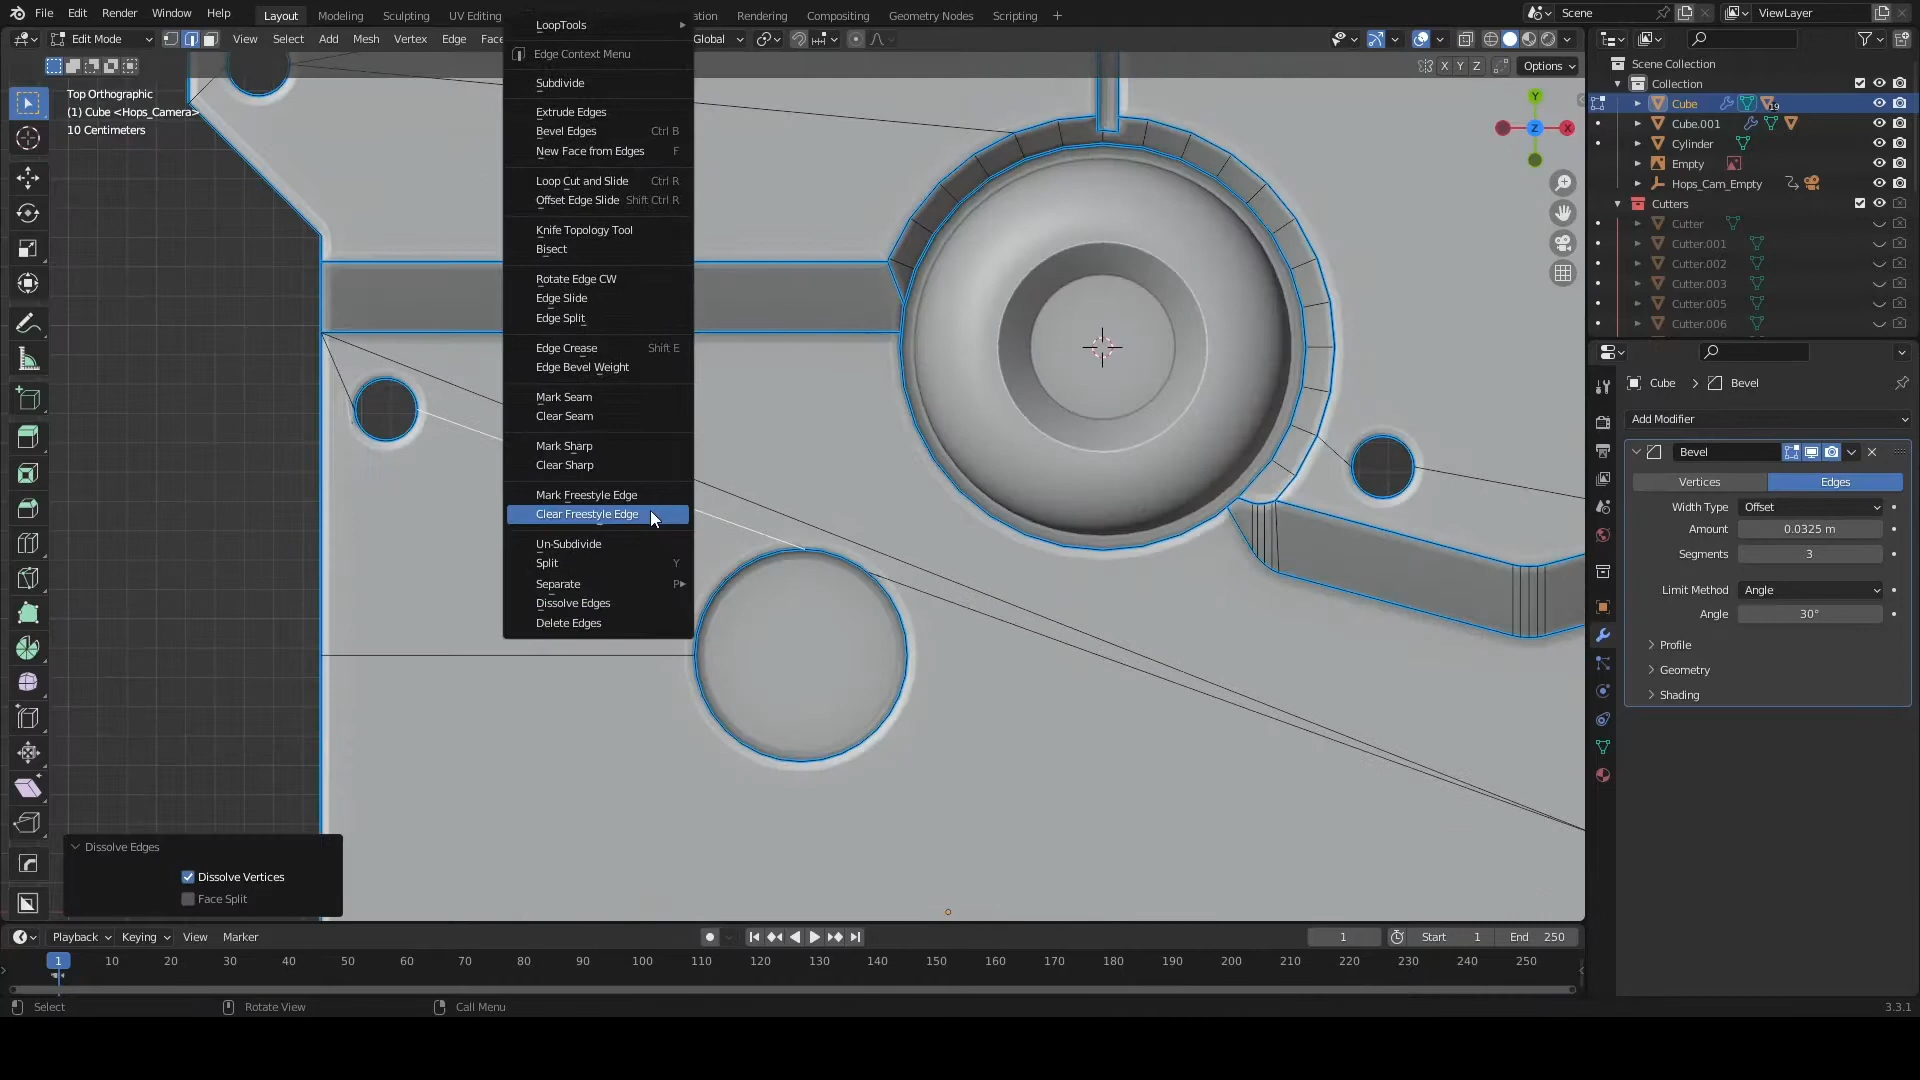 File Edit Render Window Help
Layout Modeling Sculpting UV Editing ation Rendering Compositing Geometry Nodes Scripting +
Scene ViewLayer
Edit Mode View Select Add Mesh Vertex Edge Face Global
X Y Z Options
Top Orthographic
(1) Cube <Hops_Camera>
10 Centimeters
LoopTools
Edge Context Menu
Subdivide
Extrude Edges
Bevel Edges Ctrl B
New Face from Edges F
Loop Cut and Slide Ctrl R
Offset Edge Slide Shift Ctrl R
Knife Topology Tool
Bisect
Rotate Edge CW
Edge Slide
Edge Split
Edge Crease Shift E
Edge Bevel Weight
Mark Seam
Clear Seam
Mark Sharp
Clear Sharp
Mark Freestyle Edge
Clear Freestyle Edge
Un-Subdivide
Split Y
Separate P
Dissolve Edges
Delete Edges
Y
Z X
Scene Collection
Collection
Cube 19
Cube.001
Cylinder
Empty
Hops_Cam_Empty
Cutters
Cutter
Cutter.001
Cutter.002
Cutter.003
Cutter.005
Cutter.006
Cube > Bevel
Add Modifier
Bevel
Vertices Edges
Width Type Offset
Amount 0.0325 m
Segments 3
Limit Method Angle
Angle 30°
Profile
Geometry
Shading
Dissolve Edges
Dissolve Vertices
Face Split
Playback Keying View Marker
1 Start 1 End 250
1 10 20 30 40 50 60 70 80 90 100 110 120 130 140 150 160 170 180 190 200 210 220 230 240 250
Select Rotate View Call Menu
3.3.1